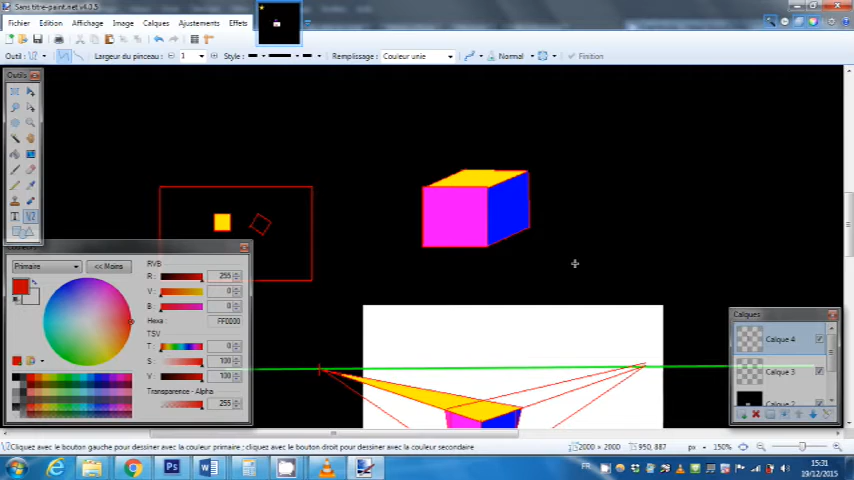 Sans titre-paint.net v4.0.5
Fichier Edition Affichage Image Calques Ajustements Effets
Outil : Largeur du pinceau : 1 Style : Remplissage: Couleur unie Normal Finition
Outils
Primaire << Moins
RVB
R : 255
V : 0
B : 0
Hexa FF0000
TSV
T : 0
S : 100
V : 100
Transparence - Alpha
255
Calques
Calque 4
Calque 3
Calque 2
Cliquez avec le bouton gauche pour dessiner avec la couleur primaire ; cliquez avec le bouton droit pour dessiner avec couleur secondaire
2000 × 2000 950, 887 px 150%
FR 15:31
19/12/2015